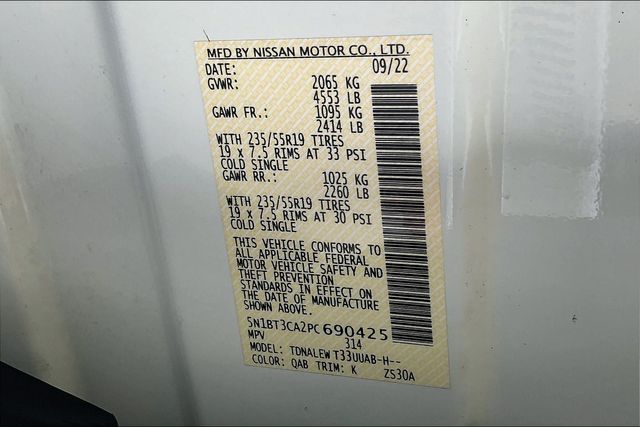 MFD BY NISSAN MOTOR CO., LTD.
DATE: 09/22
GVWR: 2065 KG
4553 LB
GAWR FR.: 1095 KG
2414 LB
WITH 235/55R19 TIRES
19 x 7.5 RIMS AT 33 PSI
COLD SINGLE
GAWR RR.: 1025 KG
2260 LB
WITH 235/55R19 TIRES
19 x 7.5 RIMS AT 30 PSI
COLD SINGLE
THIS VEHICLE CONFORMS TO
ALL APPLICABLE FEDERAL
MOTOR VEHICLE SAFETY AND
THEFT PREVENTION
STANDARDS IN EFFECT ON
THE DATE OF MANUFACTURE
SHOWN ABOVE.
5N1BT3CA2PC690425
MPV 314
MODEL: TDNALEW T33UUAB-H--
COLOR: QAB TRIM: K ZS30A